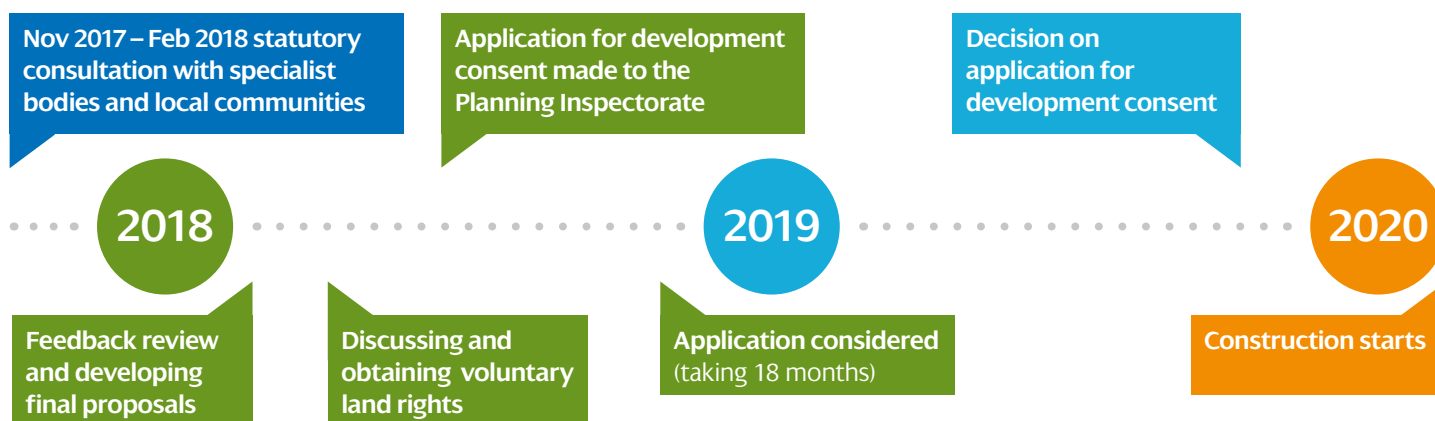 Nov 2017 – Feb 2018 statutory
consultation with specialist
bodies and local communities
Application for development
consent made to the
Planning Inspectorate
Decision on
application for
development consent
2018
2019
2020
Feedback review
and developing
final proposals
Discussing and
obtaining voluntary
land rights
Application considered
(taking 18 months)
Construction starts